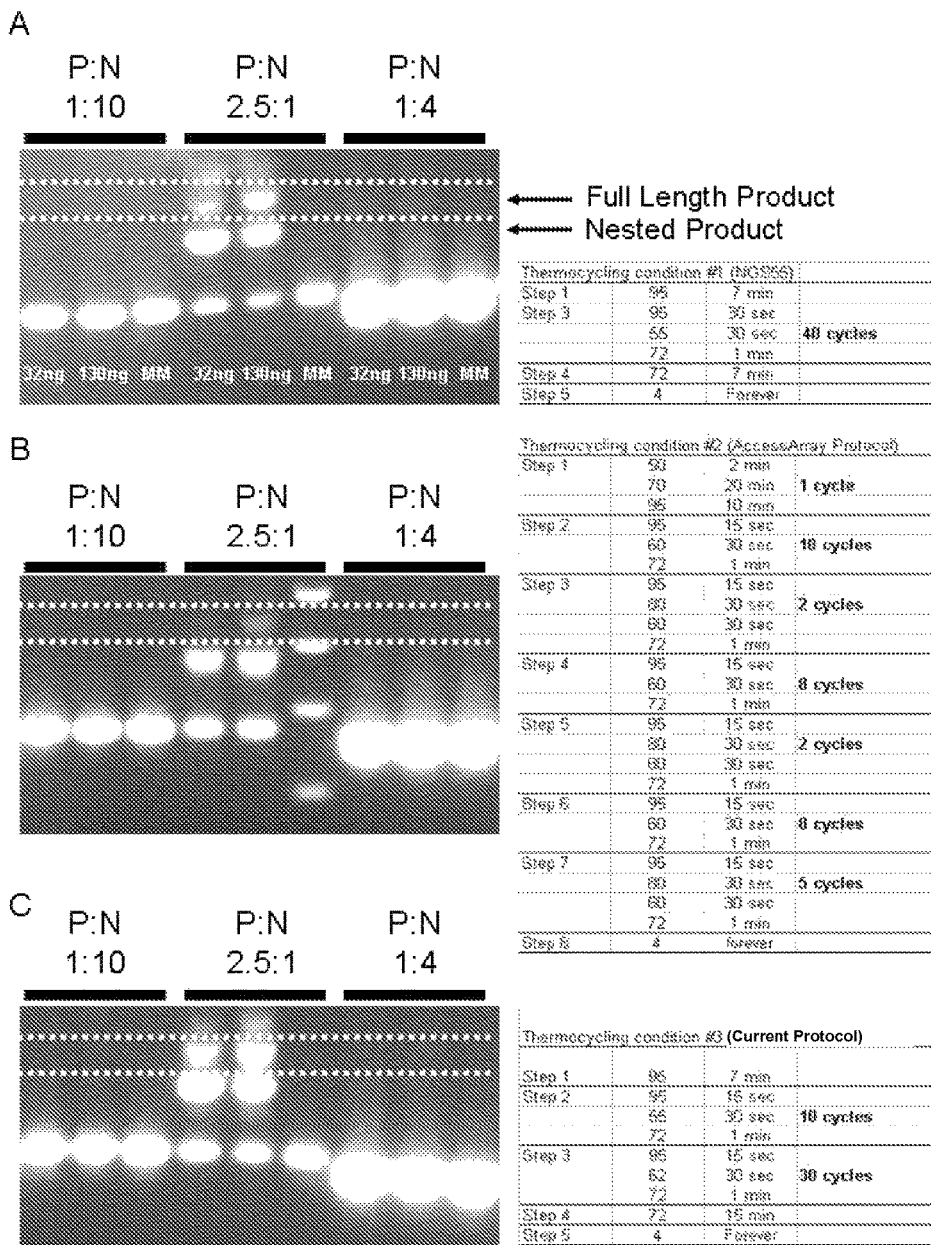 A
P:N P:N P:N
1:10 2.5:1 1:4
Full Length Product
Nested Product
32ng 130ng MM 32ng 130ng MM 32ng 130ng MM
Thermocycling condition #1 (NGS55)
Step 1 95 7 min
Step 3 95 30 sec
55 30 sec 40 cycles
72 1 min
Step 4 72 7 min
Step 5 4 Forever
B
P:N P:N P:N
1:10 2.5:1 1:4
Thermocycling condition #2 (AccessArray Protocol)
Step 1 50 2 min
70 20 min 1 cycle
95 10 min
Step 2 95 15 sec
60 30 sec 10 cycles
72 1 min
Step 3 95 15 sec
80 30 sec 2 cycles
60 30 sec
72 1 min
Step 4 95 15 sec
60 30 sec 8 cycles
72 1 min
Step 5 95 15 sec
80 30 sec 2 cycles
60 30 sec
72 1 min
Step 6 95 15 sec
60 30 sec 8 cycles
72 1 min
Step 7 95 15 sec
80 30 sec 5 cycles
60 30 sec
72 1 min
Step 8 4 forever
C
P:N P:N P:N
1:10 2.5:1 1:4
Thermocycling condition #3 (Current Protocol)
Step 1 95 7 min
Step 2 95 15 sec
55 30 sec 10 cycles
72 1 min
Step 3 95 15 sec
62 30 sec 30 cycles
72 1 min
Step 4 72 15 min
Step 5 4 Forever